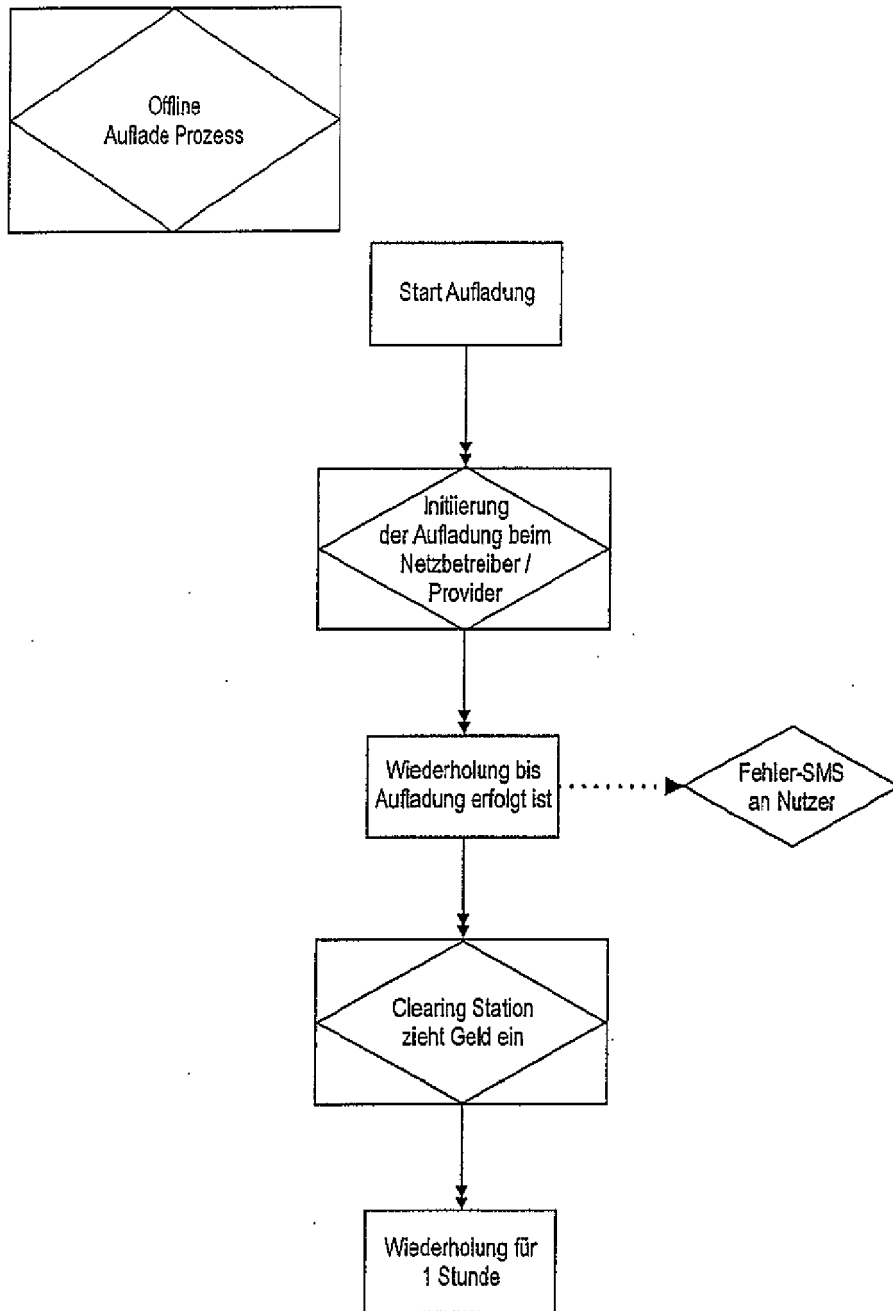 Offline
Auflade Prozess
Start Aufladung
Initiierung
der Aufladung beim
Netzbetreiber /
Provider
Wiederholung bis
Aufladung erfolgt ist
Fehler-SMS
an Nutzer
Clearing Station
zieht Geld ein
Wiederholung für
1 Stunde